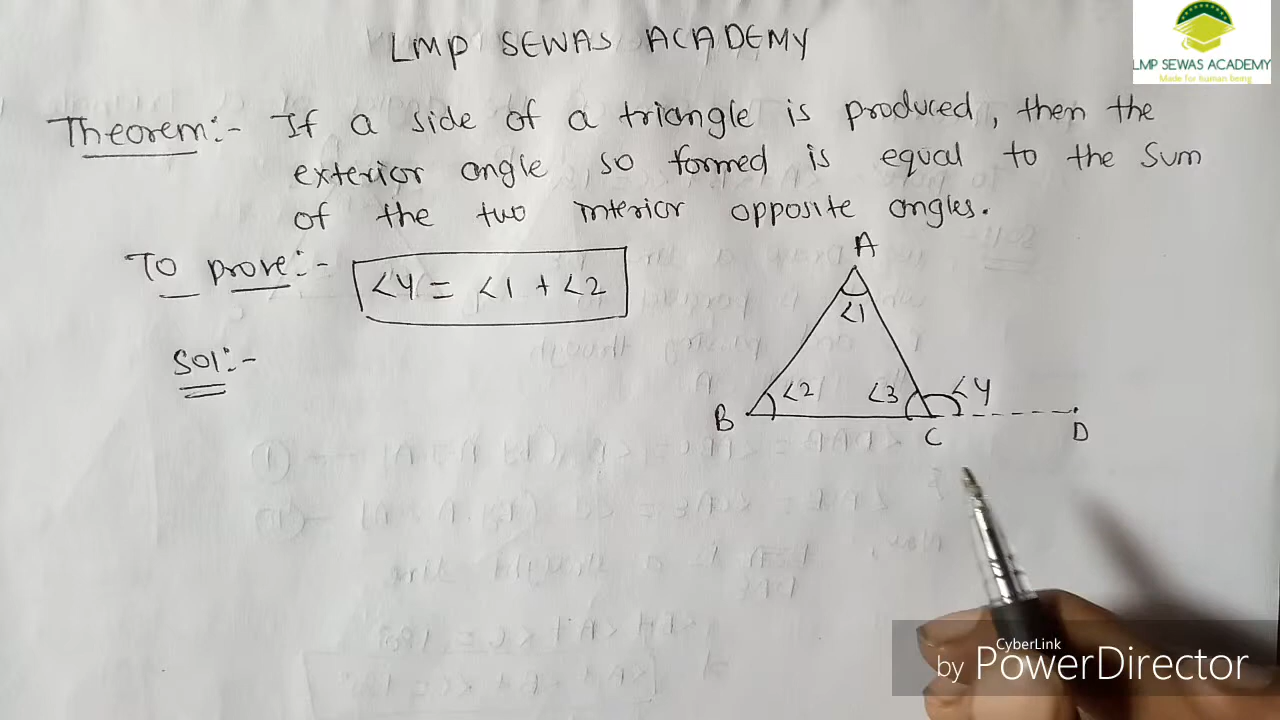 LMP SEWAS ACADEMY
LMP SEWAS ACADEMY
Made for human being
Theorem:- If a side of a triangle is produced, then the
exterior angle so formed is equal to the sum
of the two interior opposite angles.
To prove:- <4 = <1 + <2
Sol:-
A
<1
<2 <3 <4
B C D
CyberLink
by PowerDirector